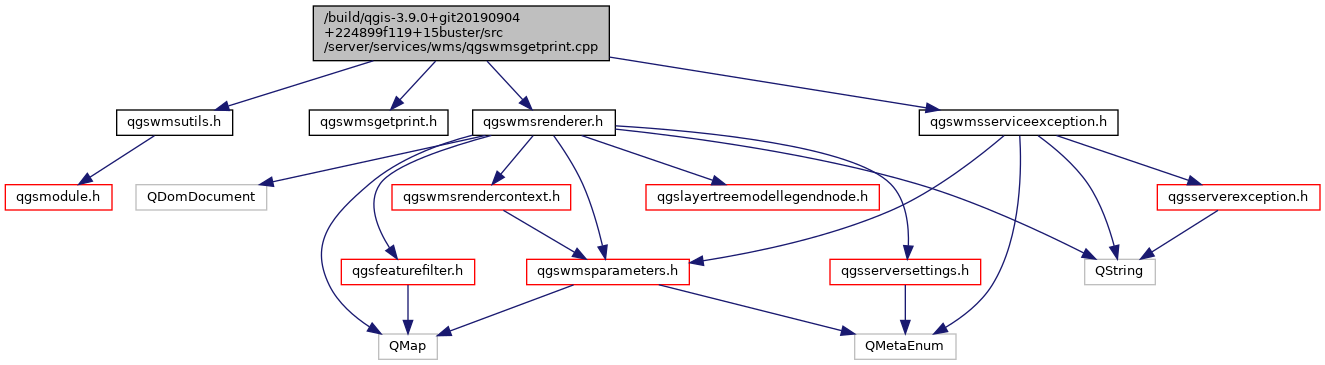 /build/qgis-3.9.0+git20190904
+224899f119+15buster/src
/server/services/wms/qgswmsgetprint.cpp
qgswmsutils.h
qgswmsgetprint.h
qgswmsrenderer.h
qgswmsserviceexception.h
qgsmodule.h
QDomDocument
qgswmsrendercontext.h
qgslayertreemodellegendnode.h
qgsserverexception.h
qgsfeaturefilter.h
qgswmsparameters.h
qgsserversettings.h
QString
QMap
QMetaEnum